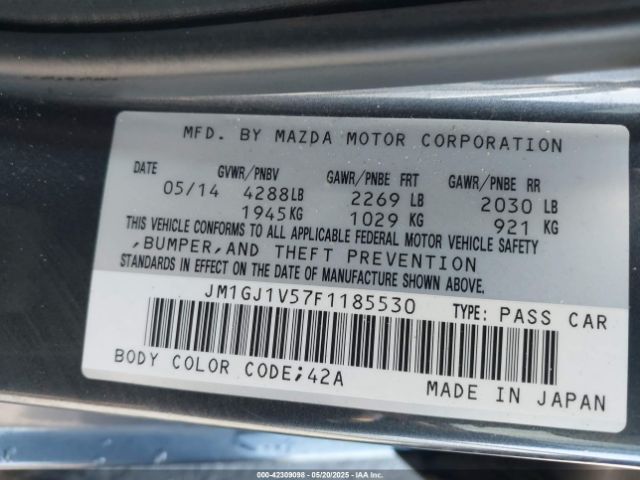 MFD. BY MAZDA MOTOR CORPORATION
DATE GVWR/PNBV GAWR/PNBE FRT GAWR/PNBE RR
05/14 4288LB 2269 LB 2030 LB
1945KG 1029 KG 921 KG
THIS VEHICLE CONFORMS TO ALL APPLICABLE FEDERAL MOTOR VEHICLE SAFETY
,BUMPER,AND THEFT PREVENTION
STANDARDS IN EFFECT ON THE DATE OF MANUFACTURE SHOWN ABOVE.
JM1GJ1V57F1185530 TYPE: PASS CAR
BODY COLOR CODE;42A MADE IN JAPAN
000-42309098 - 05/20/2025 - IAAI.COM